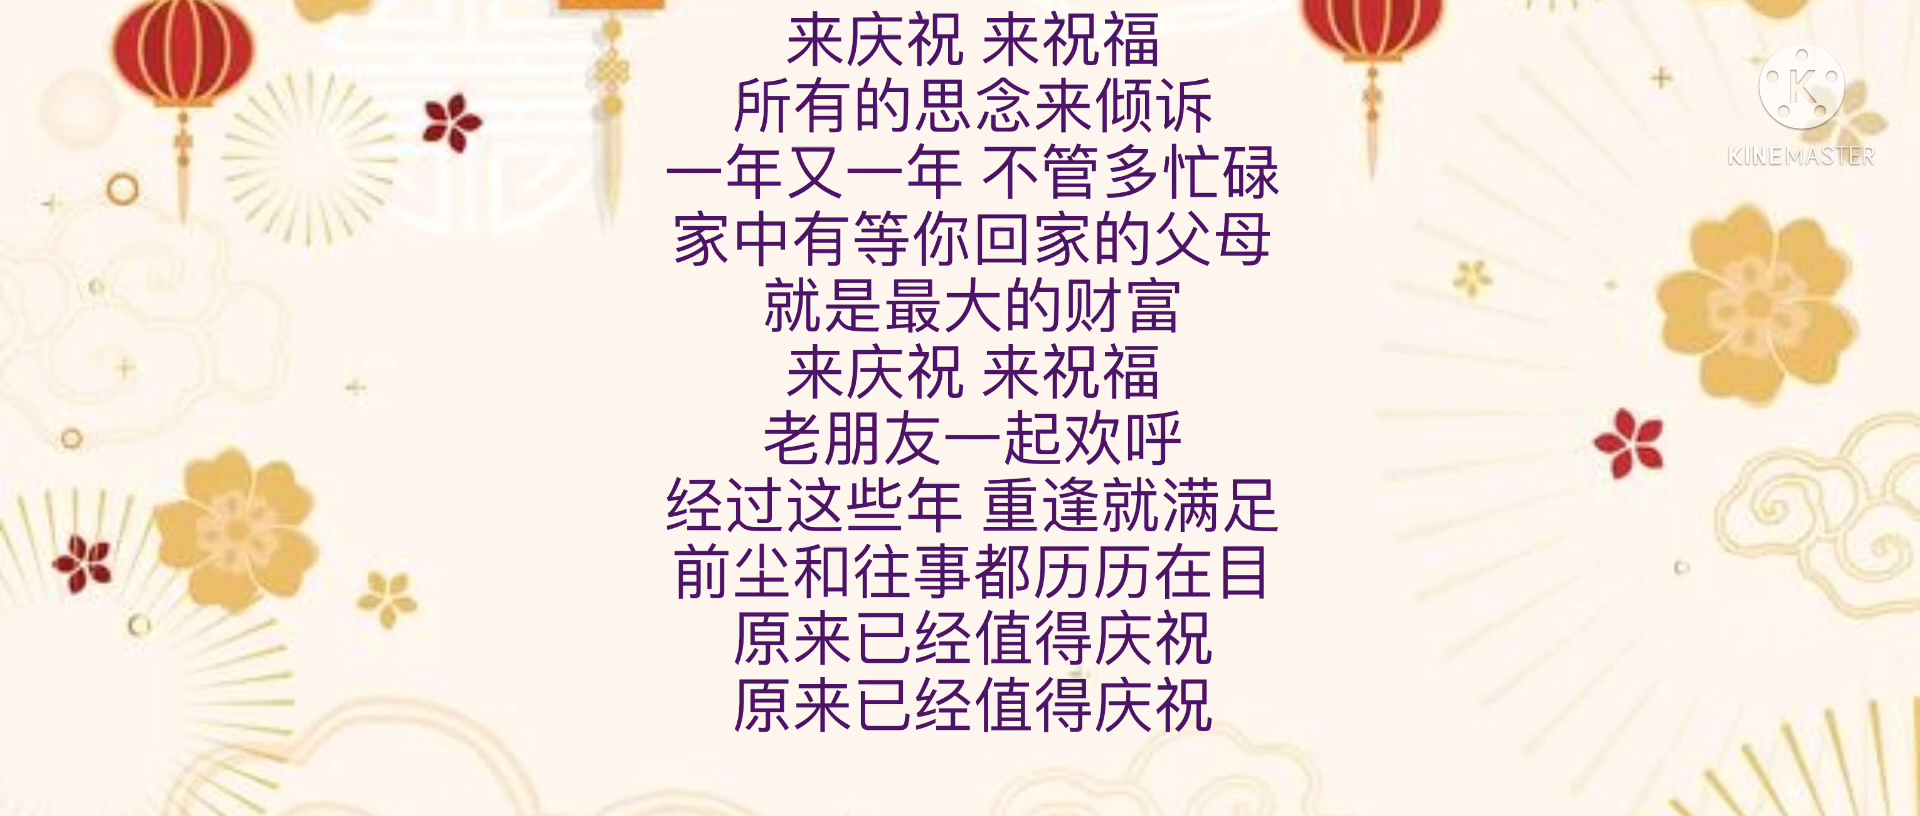 来庆祝 来祝福
所有的思念来倾诉
一年又一年 不管多忙碌
家中有等你回家的父母
就是最大的财富
来庆祝 来祝福
老朋友一起欢呼
经过这些年 重逢就满足
前尘和往事都历历在目
原来已经值得庆祝
原来已经值得庆祝
K
KINEMASTER